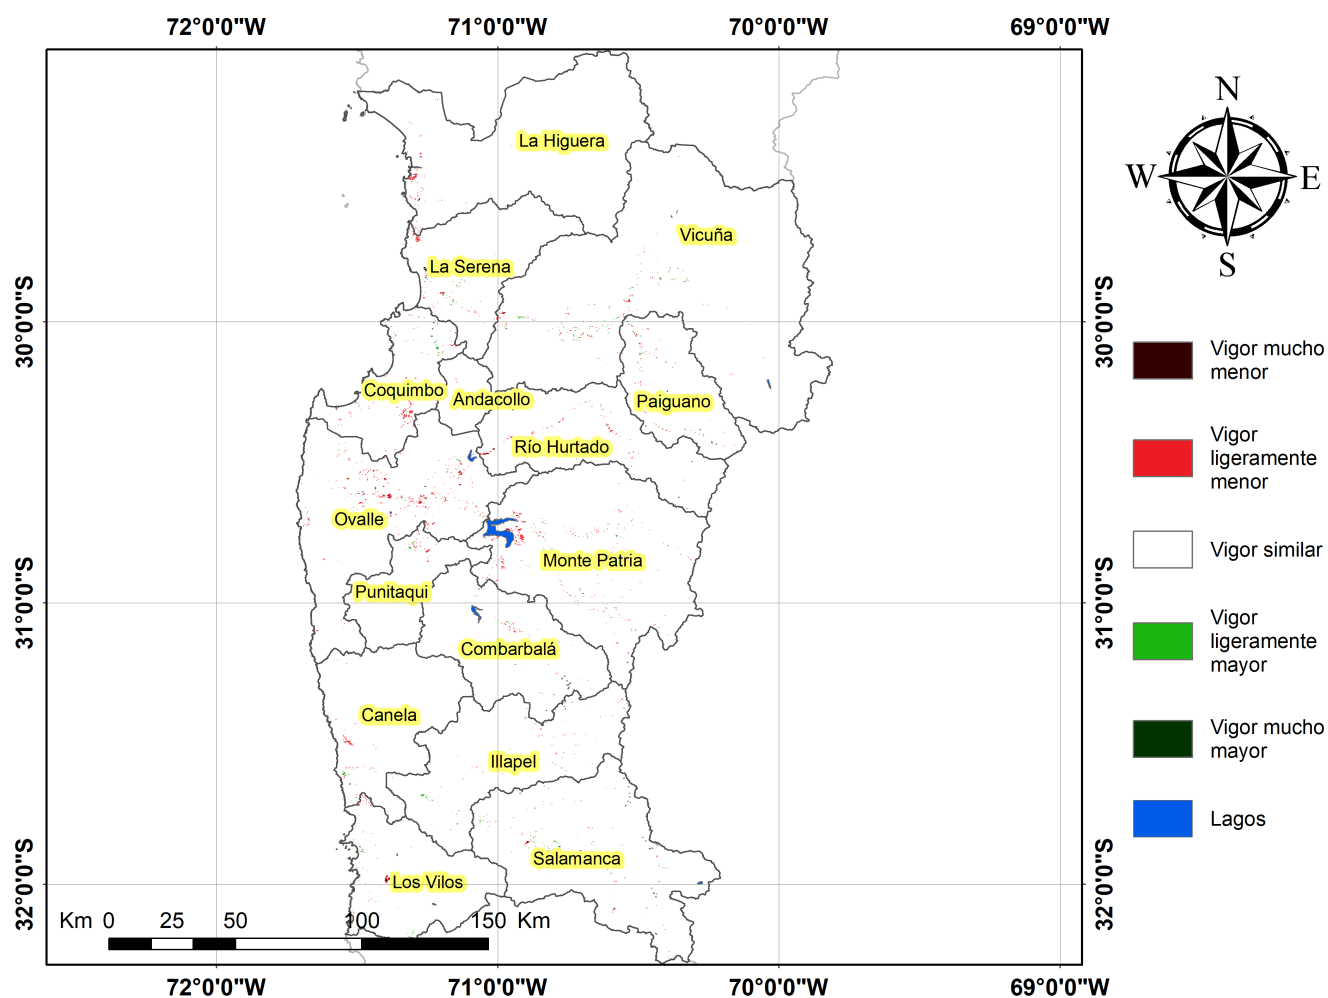 72°0'0"W 71°0'0"W 70°0'0"W 69°0'0"W
N
W E
S
La Higuera
Vicuña
La Serena
30°0'0"S 30°0'0"S
Coquimbo
Andacollo
Paiguano
Río Hurtado
Ovalle
Monte Patria
Punitaqui
31°0'0"S 31°0'0"S
Combarbalá
Canela
Illapel
Salamanca
Los Vilos
32°0'0"S 32°0'0"S
Km 0 25 50 100 150 Km
72°0'0"W 71°0'0"W 70°0'0"W 69°0'0"W
Vigor mucho
menor
Vigor
ligeramente
menor
Vigor similar
Vigor
ligeramente
mayor
Vigor mucho
mayor
Lagos